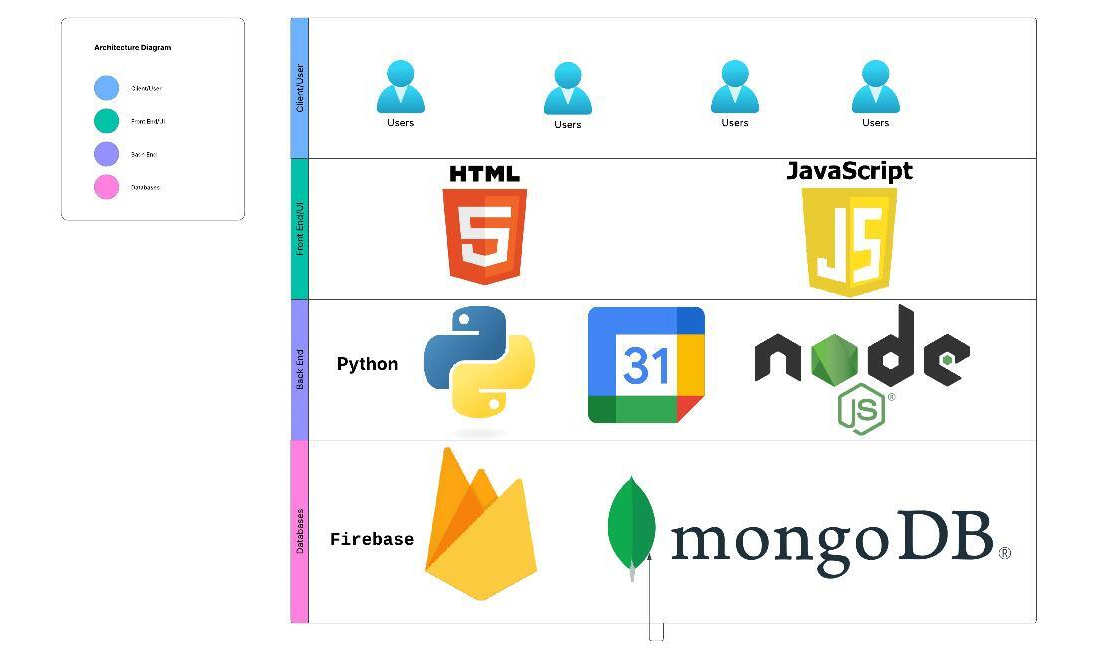 Architecture Diagram
Client/User
Front End/UI
Back End
Databases
Client/User
Users
Users
Users
Users
Front End/UI
HTML
5
JavaScript
JS
Back End
Python
31
node
JS®
Databases
Firebase
mongoDB®